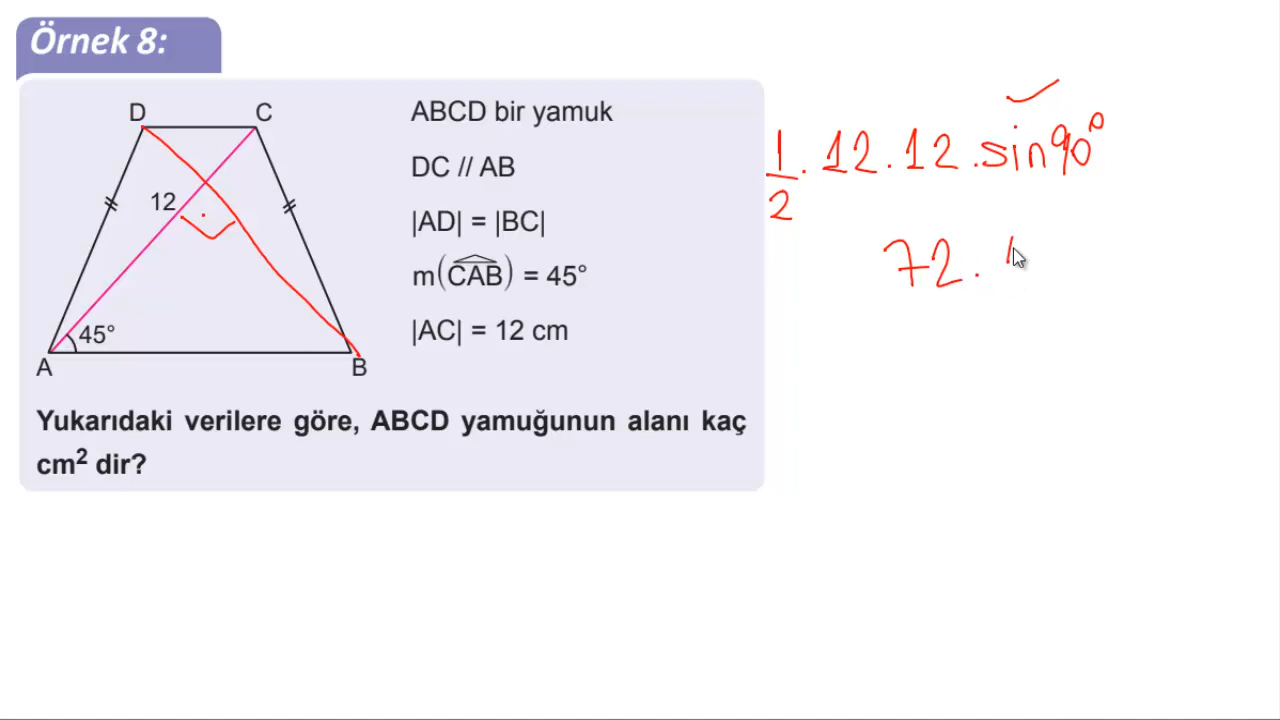 Örnek 8:
D C
12
45°
A B
ABCD bir yamuk
DC // AB
|AD| = |BC|
m(CAB) = 45°
|AC| = 12 cm
Yukarıdaki verilere göre, ABCD yamuğunun alanı kaç
cm² dir?
1/2 . 12 . 12 . sin90°
72 .